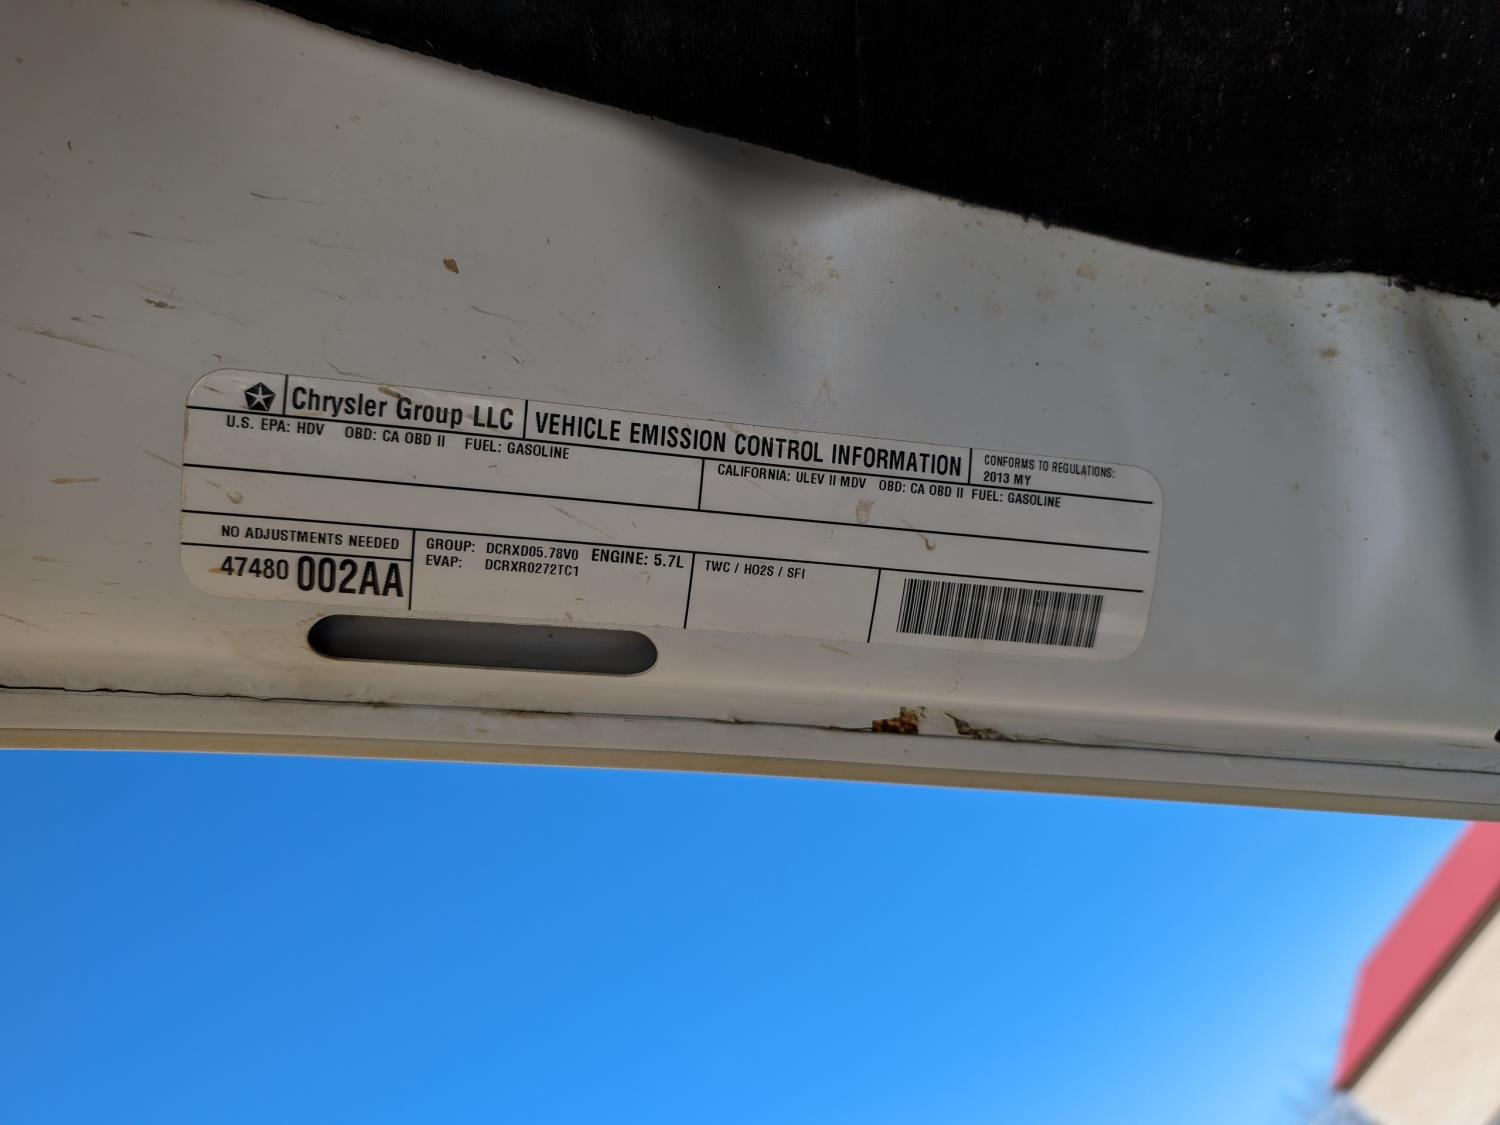 Chrysler Group LLC VEHICLE EMISSION CONTROL INFORMATION CONFORMS TO REGULATIONS:
2013 MY
U.S. EPA: HDV OBD: CA OBD II FUEL: GASOLINE
CALIFORNIA: ULEV II MDV OBD: CA OBD II FUEL: GASOLINE
NO ADJUSTMENTS NEEDED
47480 002AA
GROUP: DCRXD05.78V0 ENGINE: 5.7L
EVAP: DCRXR0272TC1
TWC / HO2S / SFI